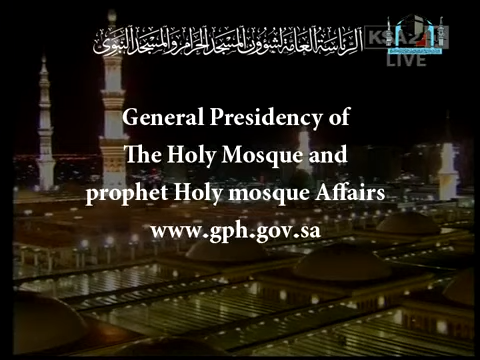 الرئاسة العامة لشؤون المسجد الحرام والمسجد النبوي
KSA2
LIVE
General Presidency of
The Holy Mosque and
prophet Holy mosque Affairs
www.gph.gov.sa